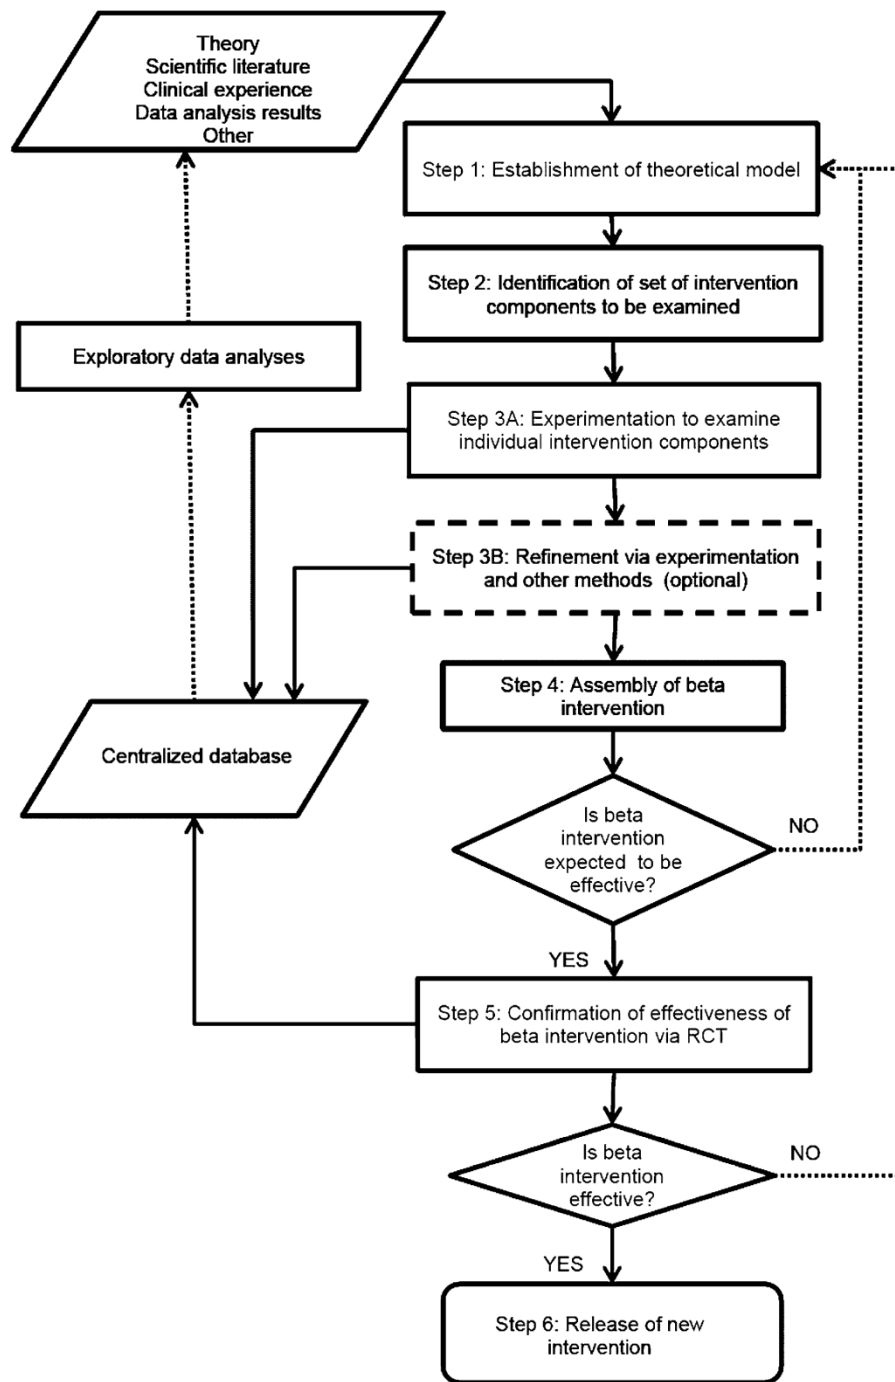 Theory
Scientific literature
Clinical experience
Data analysis results
Other
Step 1: Establishment of theoretical model
Step 2: Identification of set of intervention
components to be examined
Exploratory data analyses
Step 3A: Experimentation to examine
individual intervention components
Step 3B: Refinement via experimentation
and other methods (optional)
Step 4: Assembly of beta
intervention
Centralized database
Is beta
intervention
expected to be
effective?
NO
YES
Step 5: Confirmation of effectiveness of
beta intervention via RCT
Is beta
intervention
effective?
NO
YES
Step 6: Release of new
intervention